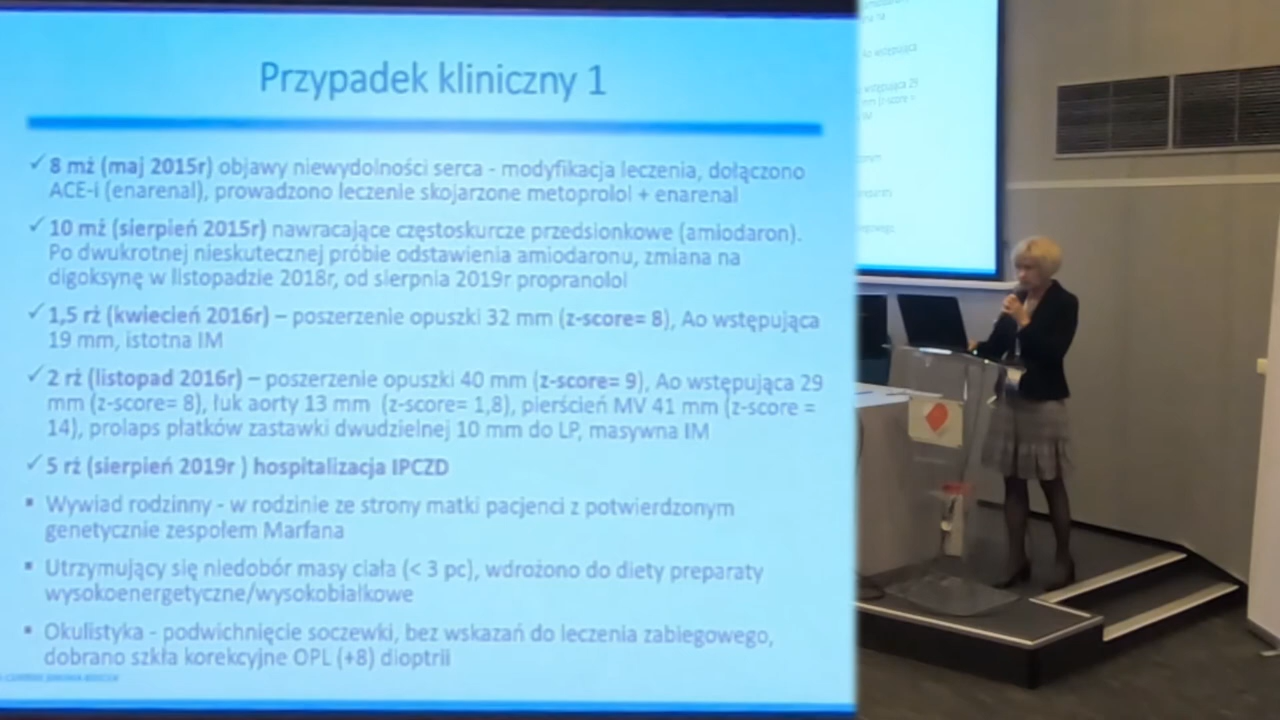 Przypadek kliniczny 1
✓ 8 mż (maj 2015r) objawy niewydolności serca - modyfikacja leczenia, dołączono
ACE-i (enarenal), prowadzono leczenie skojarzone metoprolol + enarenal
✓ 10 mż (sierpień 2015r) nawracające częstoskurcze przedsionkowe (amiodaron).
Po dwukrotnej nieskutecznej próbie odstawienia amiodaronu, zmiana na
digoksynę w listopadzie 2018r, od sierpnia 2019r propranolol
✓ 1,5 rż (kwiecień 2016r) – poszerzenie opuszki 32 mm (z-score= 8), Ao wstępująca
19 mm, istotna IM
✓ 2 rż (listopad 2016r) – poszerzenie opuszki 40 mm (z-score= 9), Ao wstępująca 29
mm (z-score= 8), łuk aorty 13 mm (z-score= 1,8), pierścień MV 41 mm (z-score =
14), prolaps płatków zastawki dwudzielnej 10 mm do LP, masywna IM
✓ 5 rż (sierpień 2019r ) hospitalizacja IPCZD
▪ Wywiad rodzinny - w rodzinie ze strony matki pacjenci z potwierdzonym
genetycznie zespołem Marfana
▪ Utrzymujący się niedobór masy ciała (< 3 pc), wdrożono do diety preparaty
wysokoenergetyczne/wysokobiałkowe
▪ Okulistyka - podwichnięcie soczewki, bez wskazań do leczenia zabiegowego,
dobrano szkła korekcyjne OPL (+8) dioptrii
Ao wstępująca
wstępująca 29
mm (z-score =